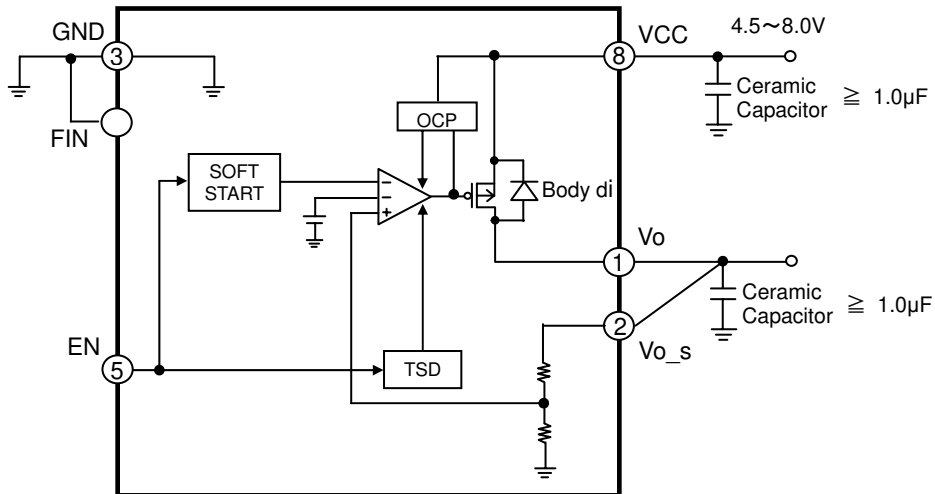 GND
3
FIN
VCC
8
4.5～8.0V
Ceramic
Capacitor ≧ 1.0µF
OCP
SOFT
START
−
−
+
Body di
Vo
1
Ceramic
Capacitor ≧ 1.0µF
2
Vo_s
EN
5
TSD